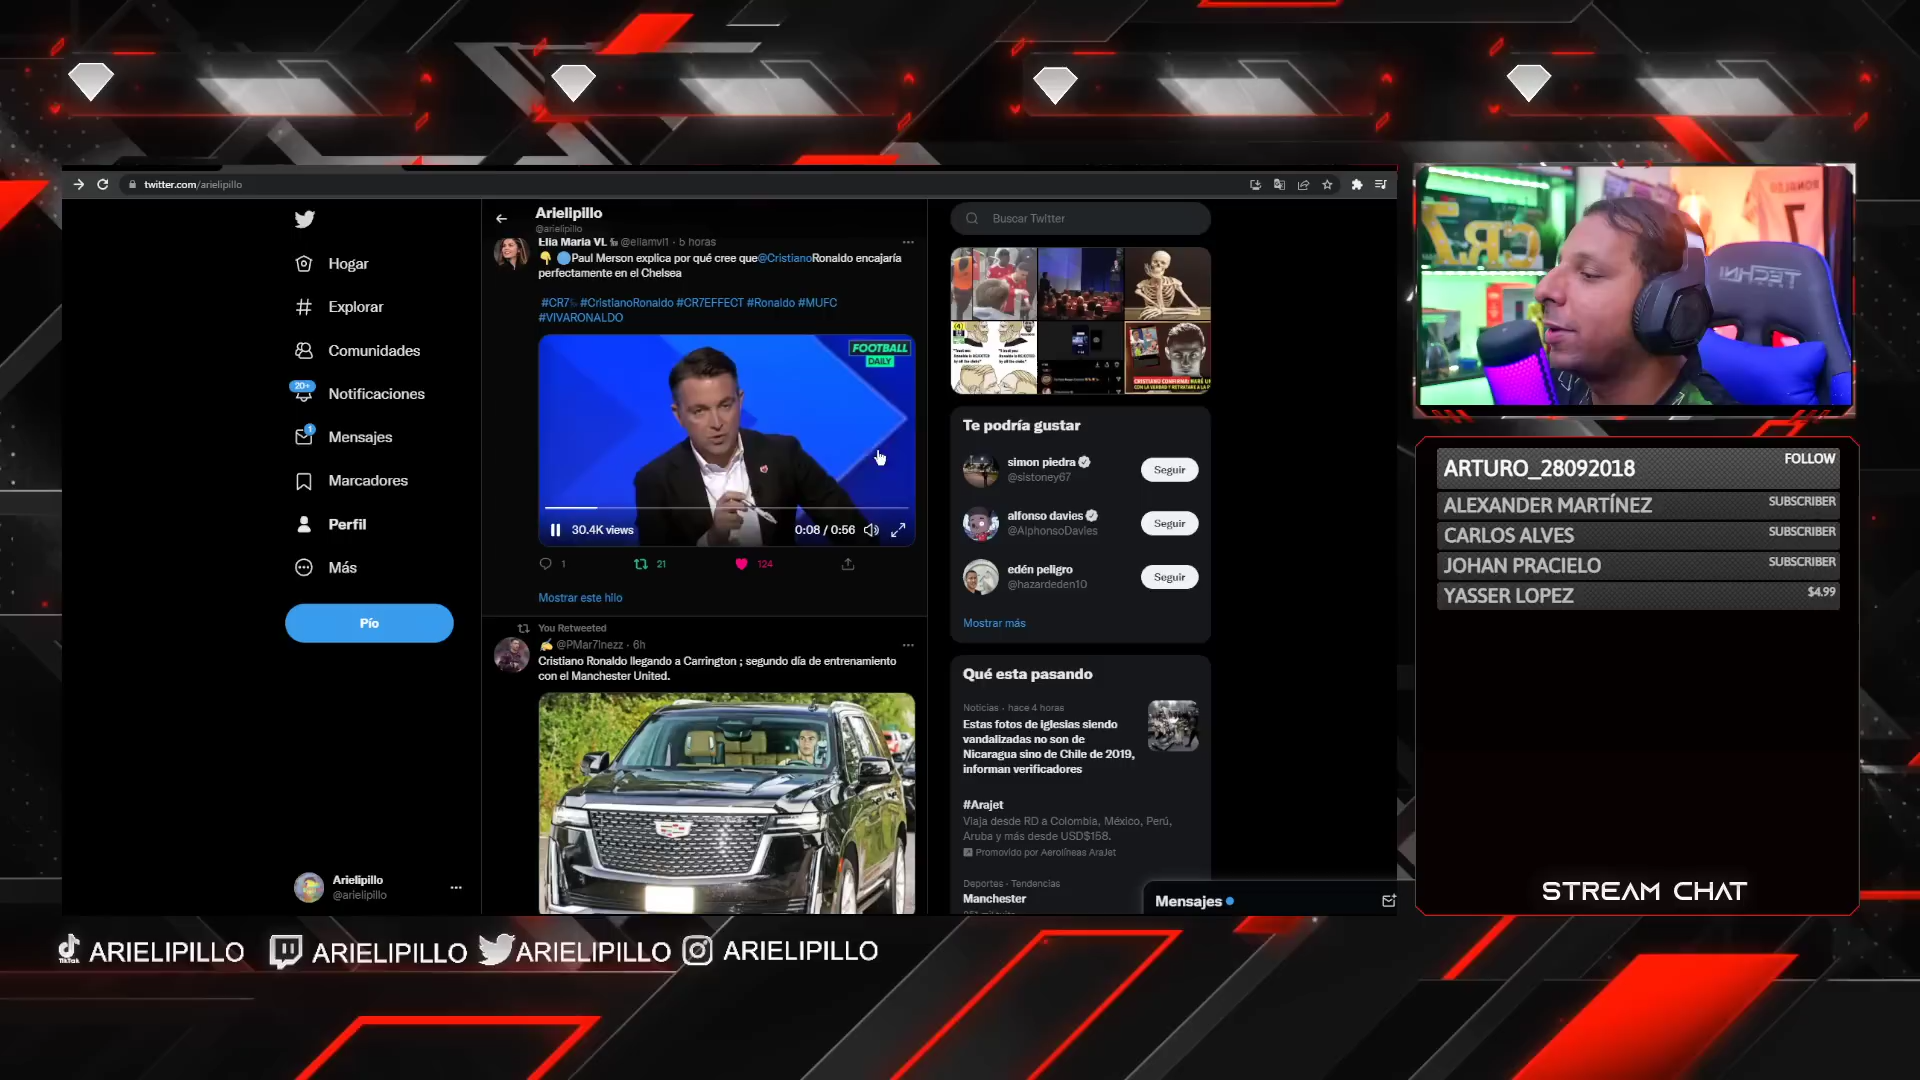 twitter.com/arielipillo
Hogar
Explorar
Comunidades
20+
Notificaciones
1
Mensajes
Marcadores
Perfil
Más
Pío
Arielipillo
@arielipillo
Arielipillo
@arielipillo
Elia Maria VL @eliamvl1 · 5 horas
Paul Merson explica por qué cree que@CristianoRonaldo encajaría
perfectamente en el Chelsea
#CR7 #CristianoRonaldo #CR7EFFECT #Ronaldo #MUFC
#VIVARONALDO
FOOTBALL
DAILY
30.4K views
0:08 / 0:56
1
21
124
Mostrar este hilo
You Retweeted
@PMar7inezz · 6h
Cristiano Ronaldo llegando a Carrington ; segundo día de entrenamiento
con el Manchester United.
Buscar Twitter
Te podría gustar
simon piedra
@sistoney67
Seguir
alfonso davies
@AlphonsoDavies
Seguir
edén peligro
@hazardeden10
Seguir
Mostrar más
Qué esta pasando
Noticias · hace 4 horas
Estas fotos de iglesias siendo
vandalizadas no son de
Nicaragua sino de Chile de 2019,
informan verificadores
#Arajet
Viaja desde RD a Colombia, México, Perú,
Aruba y más desde USD$158.
Promovido por Aerolíneas AraJet
Deportes · Tendencias
Manchester
Mensajes
CR7
RONALDO
TECHNI
ARTURO_28092018 FOLLOW
ALEXANDER MARTÍNEZ SUBSCRIBER
CARLOS ALVES SUBSCRIBER
JOHAN PRACIELO SUBSCRIBER
YASSER LOPEZ $4.99
STREAM CHAT
TikTok ARIELIPILLO ARIELIPILLO ARIELIPILLO ARIELIPILLO